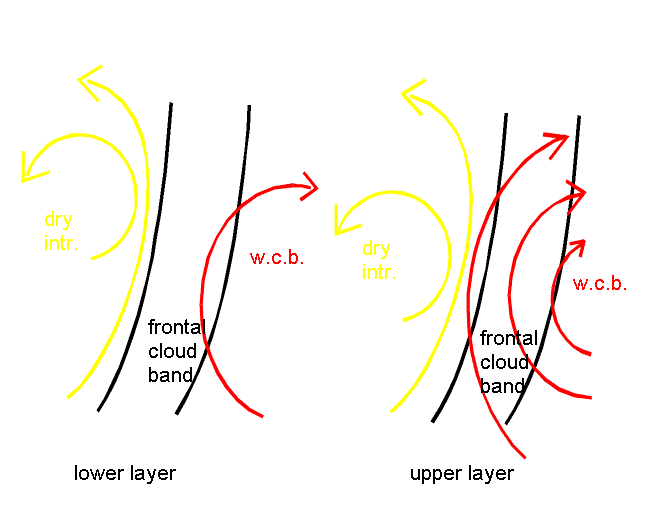 dry
intr.
w.c.b.
frontal
cloud
band
lower layer
dry
intr.
w.c.b.
frontal
cloud
band
upper layer